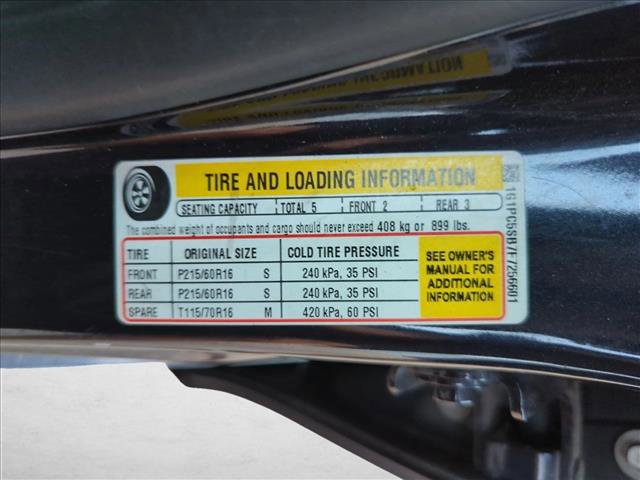 TIRE AND LOADING INFORMATION
SEATING CAPACITY TOTAL 5 FRONT 2 REAR 3
The combined weight of occupants and cargo should never exceed 408 kg or 899 lbs.
TIRE ORIGINAL SIZE COLD TIRE PRESSURE
FRONT P215/60R16 S 240 kPa, 35 PSI
REAR P215/60R16 S 240 kPa, 35 PSI
SPARE T115/70R16 M 420 kPa, 60 PSI
SEE OWNER'S
MANUAL FOR
ADDITIONAL
INFORMATION
1G1PC5SB7F7256601